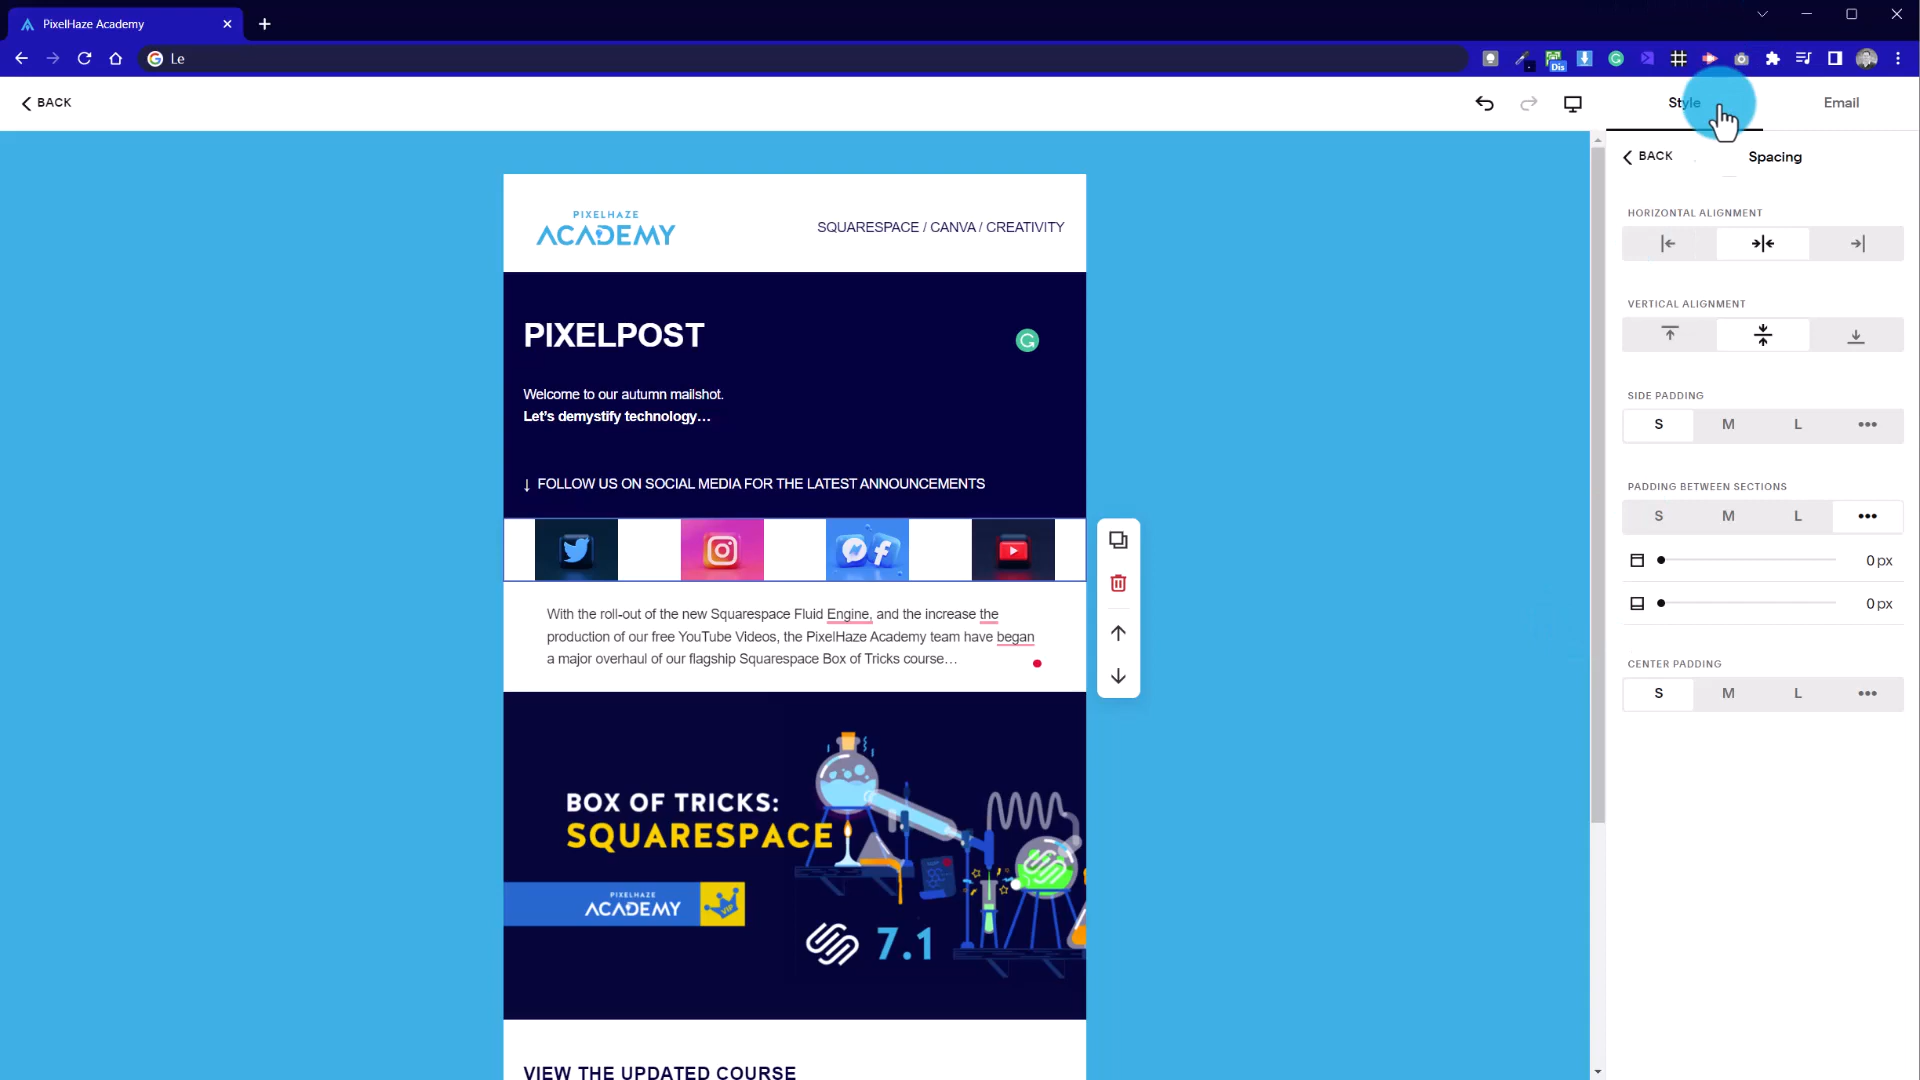 PixelHaze Academy
Le
Dis
BACK
Style
Email
BACK
Spacing
HORIZONTAL ALIGNMENT
VERTICAL ALIGNMENT
SIDE PADDING
S M L
PADDING BETWEEN SECTIONS
S M L
0 px
0 px
CENTER PADDING
S M L
PIXELHAZE
ACADEMY
SQUARESPACE / CANVA / CREATIVITY
PIXELPOST
Welcome to our autumn mailshot.
Let's demystify technology...
↓ FOLLOW US ON SOCIAL MEDIA FOR THE LATEST ANNOUNCEMENTS
With the roll-out of the new Squarespace Fluid Engine, and the increase the
production of our free YouTube Videos, the PixelHaze Academy team have began
a major overhaul of our flagship Squarespace Box of Tricks course...
BOX OF TRICKS:
SQUARESPACE
PIXELHAZE
ACADEMY
VIP
7.1
VIEW THE UPDATED COURSE